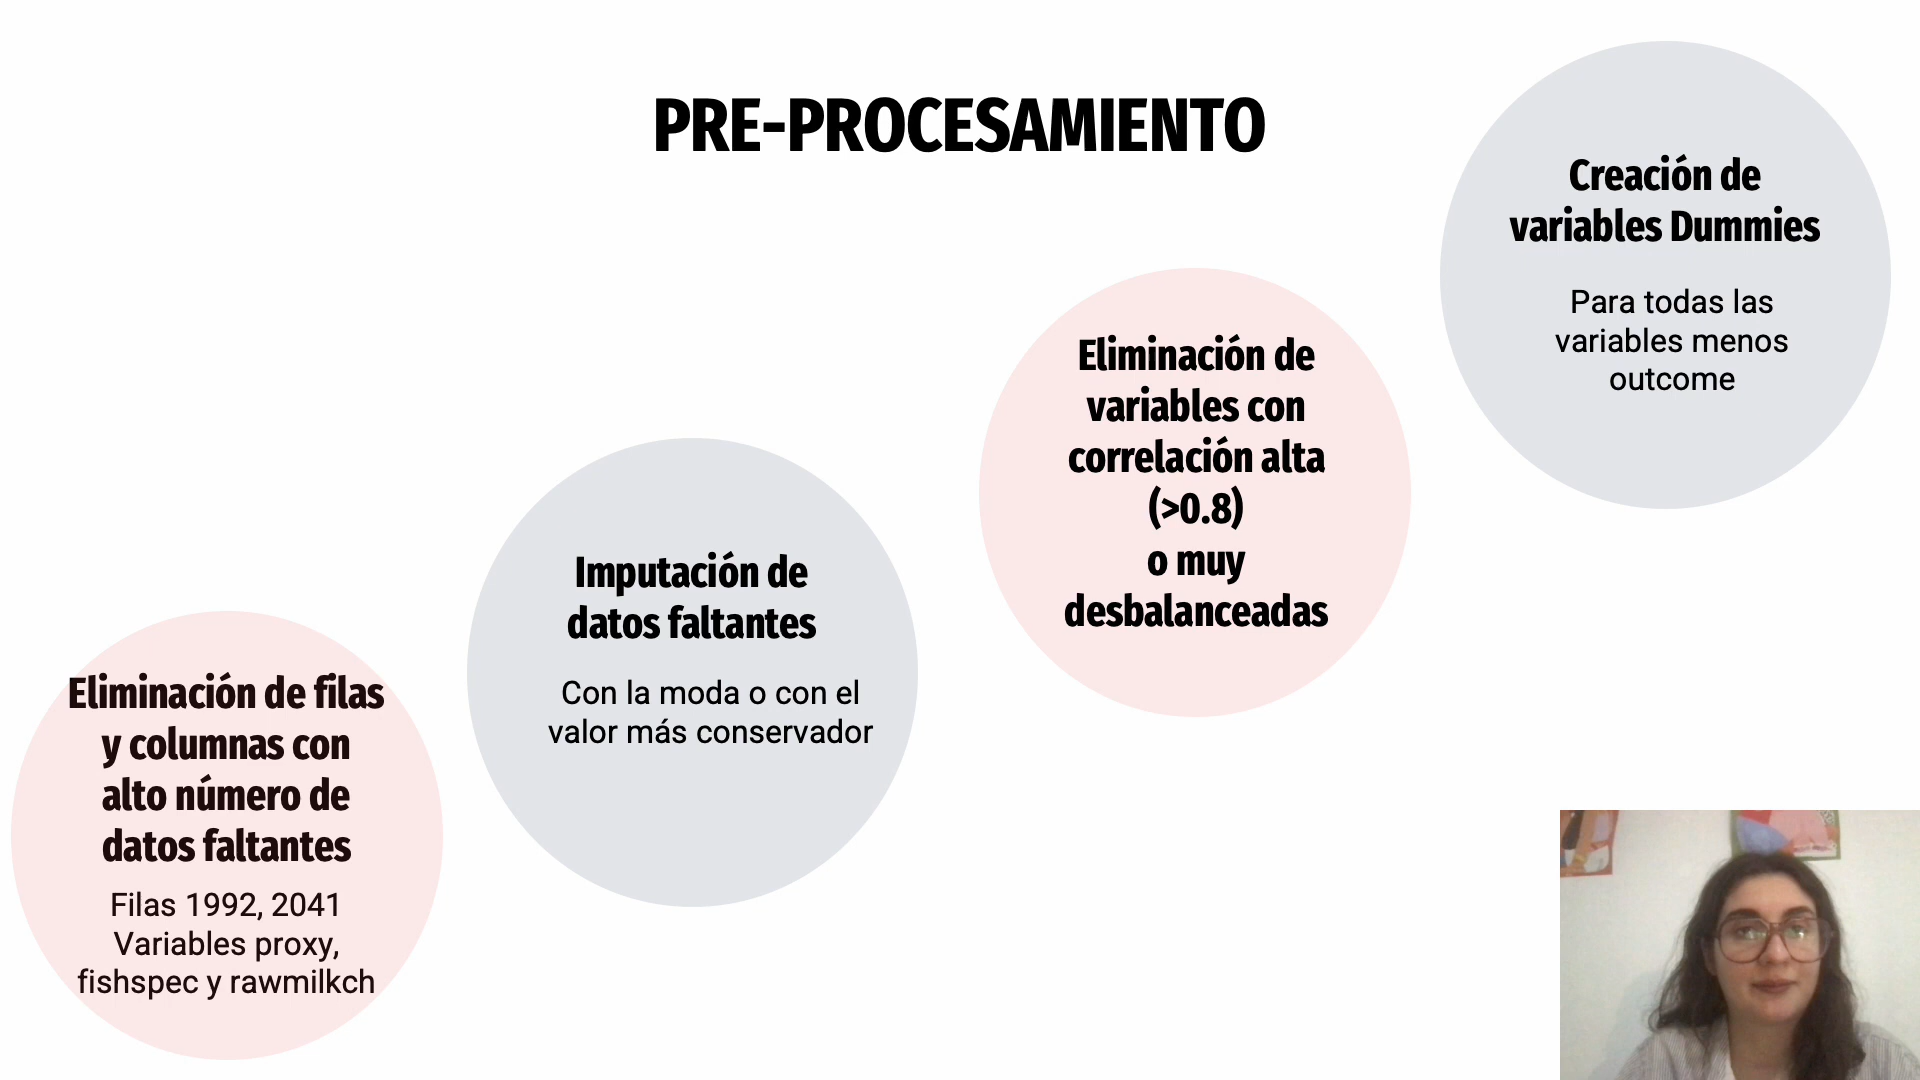 PRE-PROCESAMIENTO
Eliminación de filas
y columnas con
alto número de
datos faltantes
Filas 1992, 2041
Variables proxy,
fishspec y rawmilkch
Imputación de
datos faltantes
Con la moda o con el
valor más conservador
Eliminación de
variables con
correlación alta
(>0.8)
o muy
desbalanceadas
Creación de
variables Dummies
Para todas las
variables menos
outcome